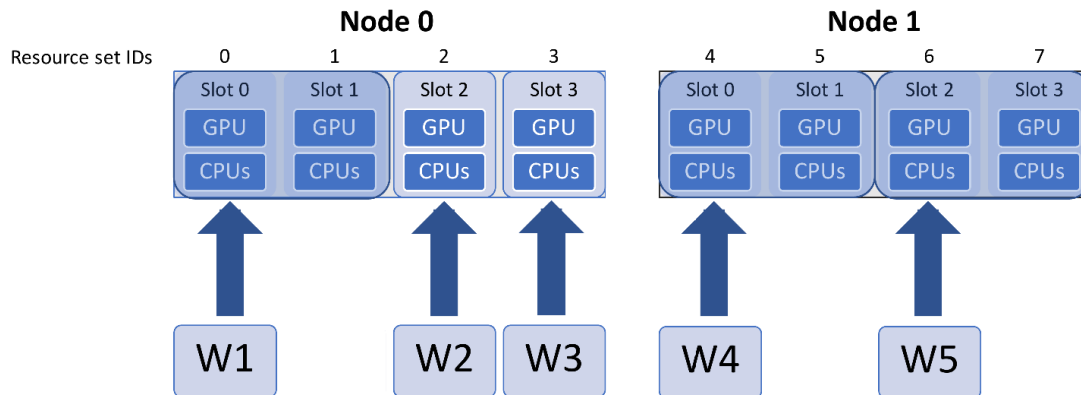 Node 0 Node 1
Resource set IDs 0 1 2 3 4 5 6 7
Slot 0 Slot 1 Slot 2 Slot 3 Slot 0 Slot 1 Slot 2 Slot 3
GPU GPU GPU GPU GPU GPU GPU GPU
CPUs CPUs CPUs CPUs CPUs CPUs CPUs CPUs
W1 W2 W3 W4 W5